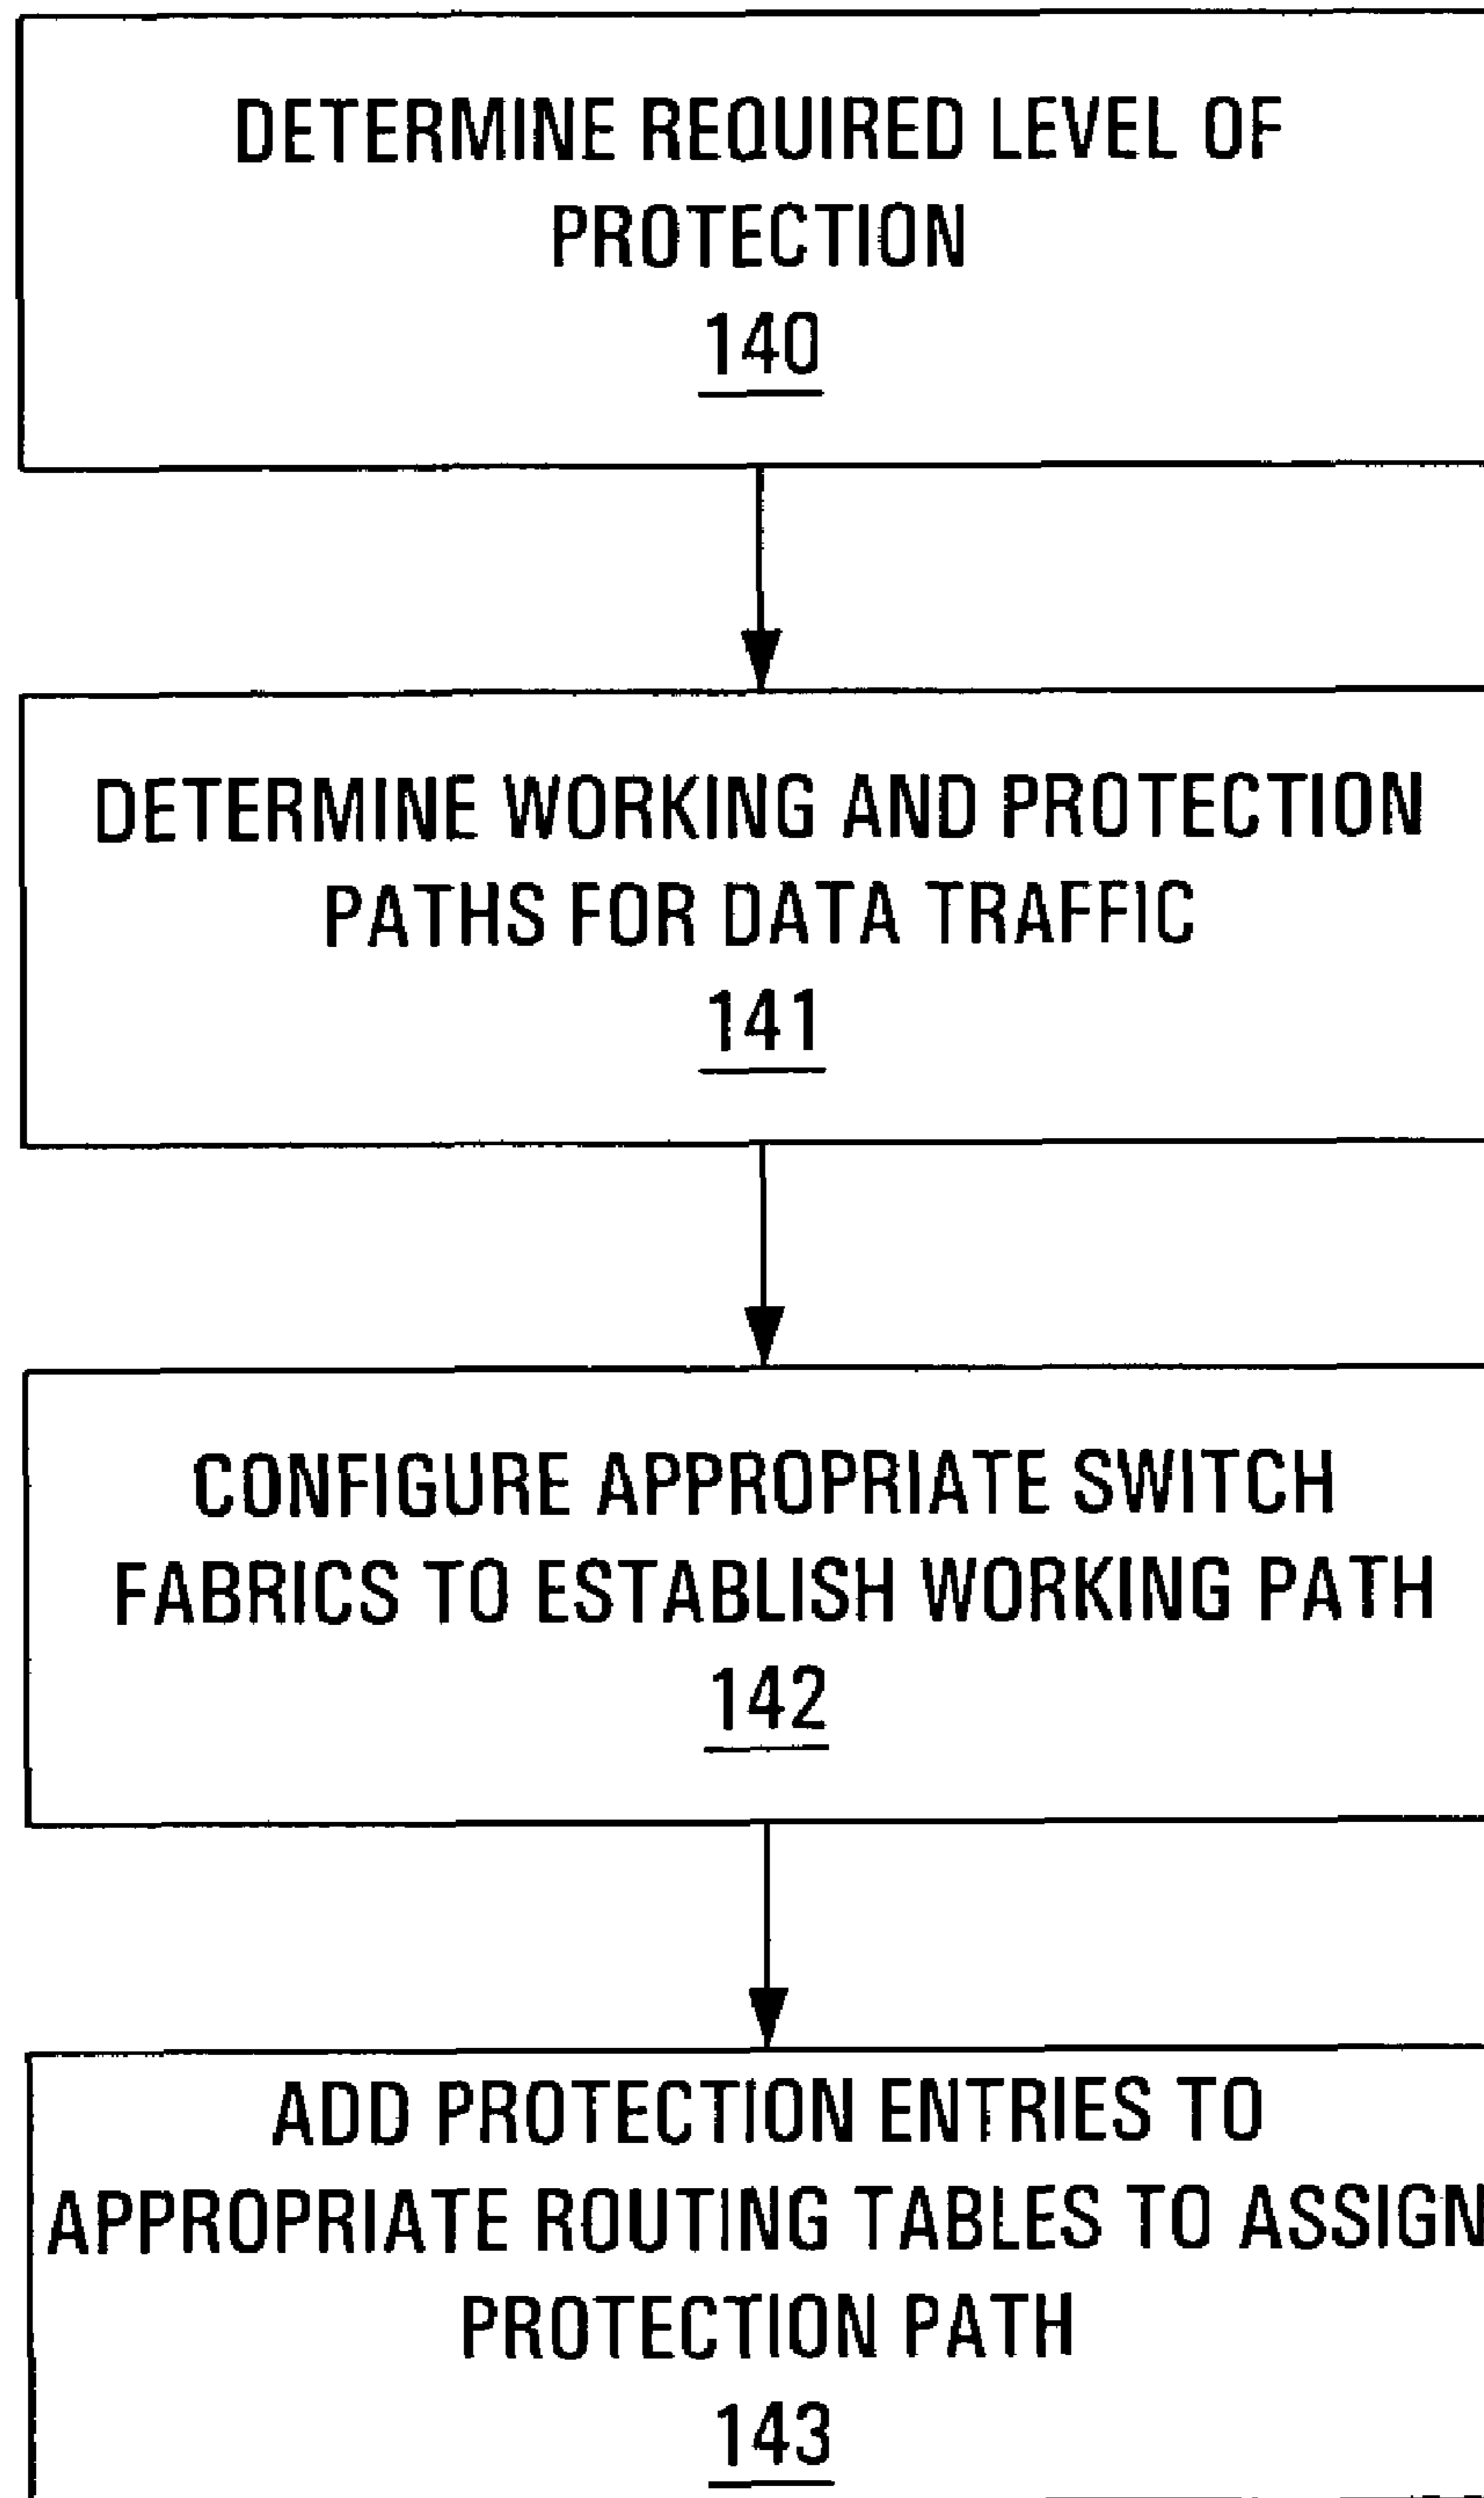 DETERMINE REQUIRED LEVEL OF
PROTECTION
140
DETERMINE WORKING AND PROTECTION
PATHS FOR DATA TRAFFIC
141
CONFIGURE APPROPRIATE SWITCH
FABRICS TO ESTABLISH WORKING PATH
142
ADD PROTECTION ENTRIES TO
APPROPRIATE ROUTING TABLES TO ASSIGN
PROTECTION PATH
143